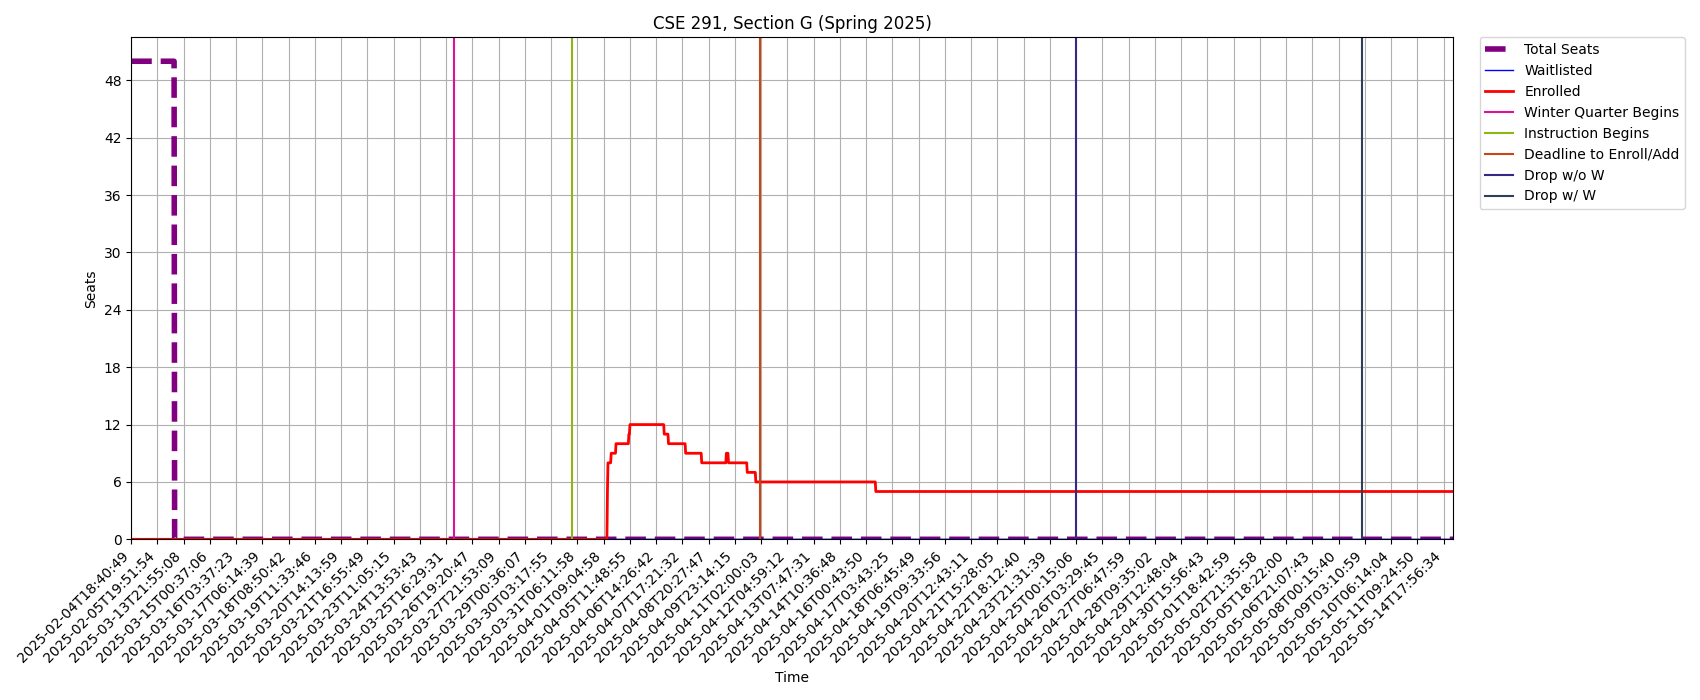 CSE 291, Section G (Spring 2025)
Total Seats
Waitlisted
Enrolled
Winter Quarter Begins
Instruction Begins
Deadline to Enroll/Add
Drop w/o W
Drop w/ W
Seats
48
42
36
30
24
18
12
6
0
2025-02-04T18:40:49
2025-02-05T19:51:54
2025-03-13T21:55:08
2025-03-15T00:37:06
2025-03-16T03:37:23
2025-03-17T06:14:39
2025-03-18T08:50:42
2025-03-19T11:33:46
2025-03-20T14:13:59
2025-03-21T16:55:49
2025-03-23T11:05:15
2025-03-24T13:53:43
2025-03-25T16:29:31
2025-03-26T19:20:47
2025-03-27T21:53:09
2025-03-29T00:36:07
2025-03-30T03:17:55
2025-03-31T06:11:58
2025-04-01T09:04:58
2025-04-05T11:48:55
2025-04-06T14:26:42
2025-04-07T17:21:32
2025-04-08T20:27:47
2025-04-09T23:14:15
2025-04-11T02:00:03
2025-04-12T04:59:12
2025-04-13T07:47:31
2025-04-14T10:36:48
2025-04-16T00:43:50
2025-04-17T03:43:25
2025-04-18T06:45:49
2025-04-19T09:33:56
2025-04-20T12:43:11
2025-04-21T15:28:05
2025-04-22T18:12:40
2025-04-23T21:31:39
2025-04-25T00:15:06
2025-04-26T03:29:45
2025-04-27T06:47:59
2025-04-28T09:35:02
2025-04-29T12:48:04
2025-04-30T15:56:43
2025-05-01T18:42:59
2025-05-02T21:35:58
2025-05-05T18:22:00
2025-05-06T21:07:43
2025-05-08T00:15:40
2025-05-09T03:10:59
2025-05-10T06:14:04
2025-05-11T09:24:50
2025-05-14T17:56:34
Time